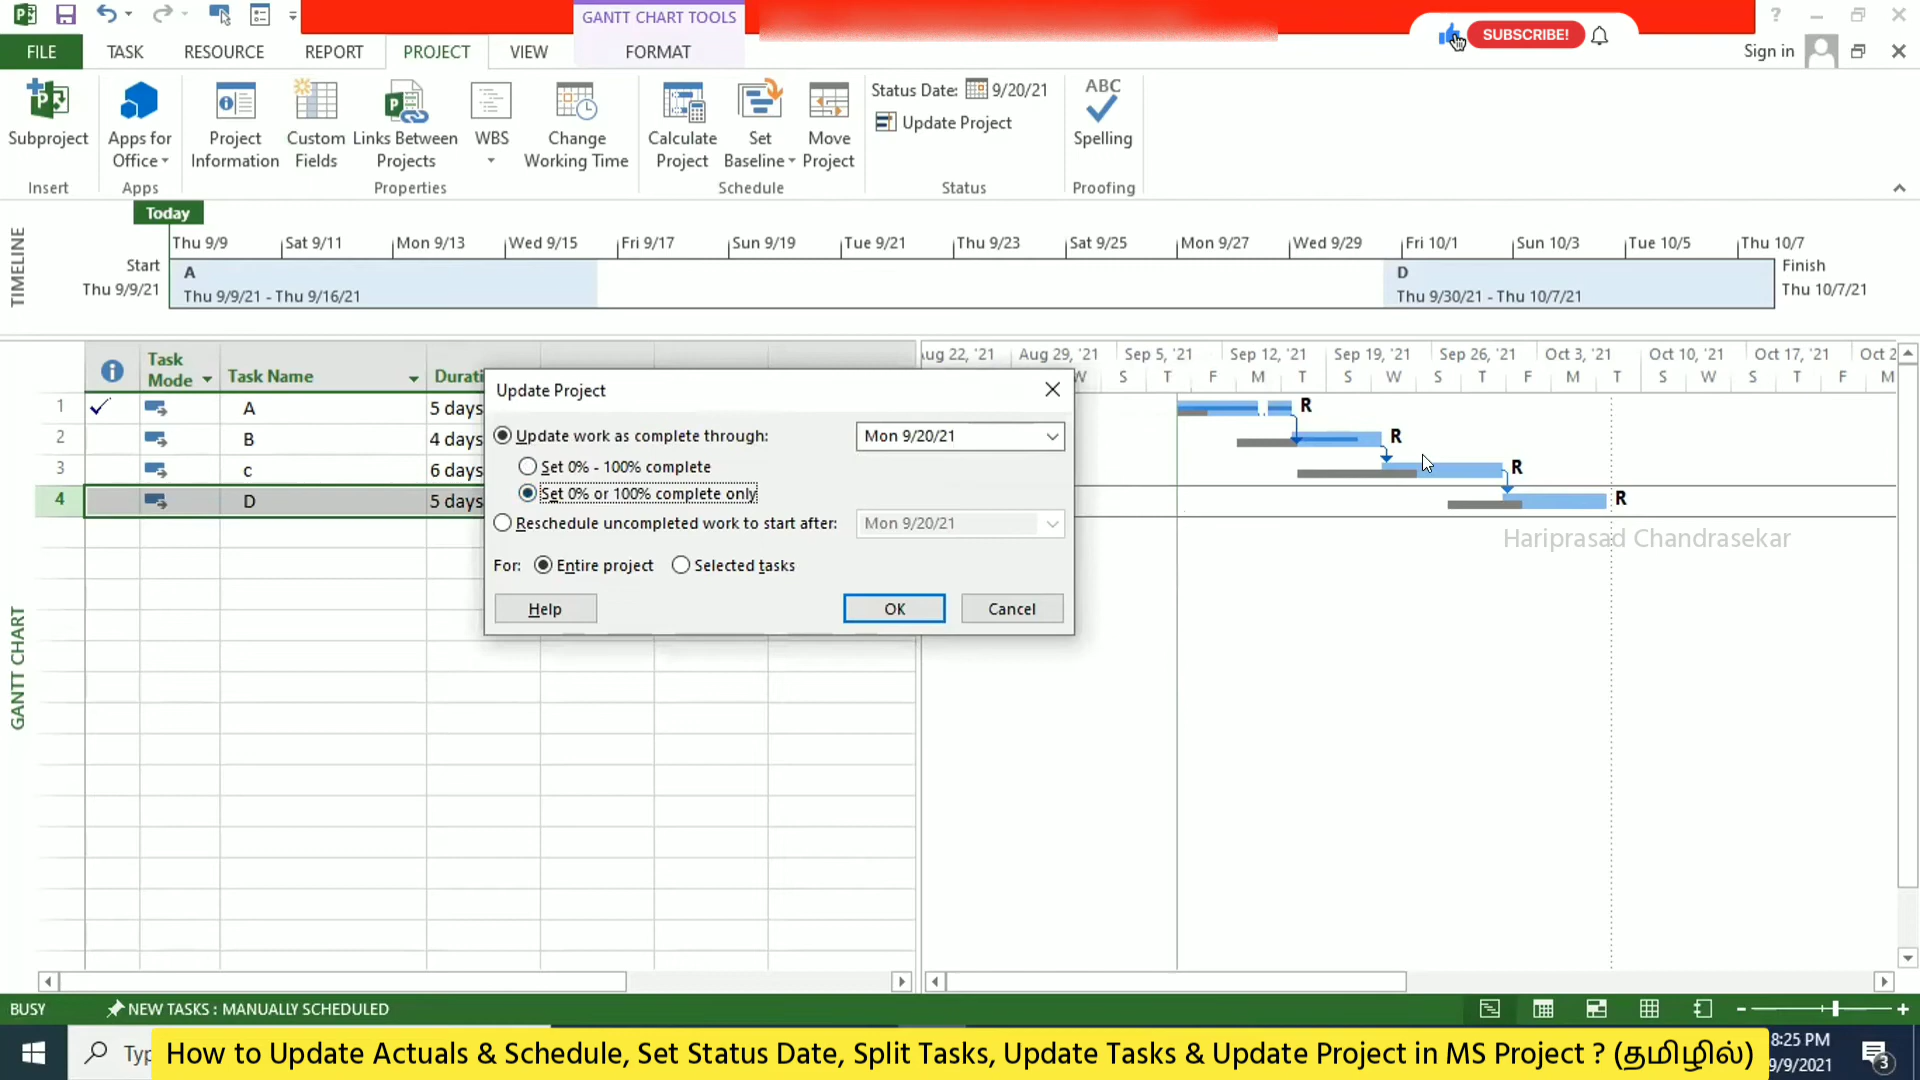 GANTT CHART TOOLS
SUBSCRIBE!
FILE TASK RESOURCE REPORT PROJECT VIEW FORMAT Sign in
Subproject
Apps for Office
Project Information
Custom Fields
Links Between Projects
WBS
Change Working Time
Calculate Project
Set Baseline
Move Project
Status Date: 9/20/21
Update Project
ABC
Spelling
Insert Apps Properties Schedule Status Proofing
Today
TIMELINE
Thu 9/9 Sat 9/11 Mon 9/13 Wed 9/15 Fri 9/17 Sun 9/19 Tue 9/21 Thu 9/23 Sat 9/25 Mon 9/27 Wed 9/29 Fri 10/1 Sun 10/3 Tue 10/5 Thu 10/7
Start
Thu 9/9/21
A
Thu 9/9/21 - Thu 9/16/21
D
Thu 9/30/21 - Thu 10/7/21
Finish
Thu 10/7/21
Task Mode Task Name
Aug 29, '21 Sep 5, '21 Sep 12, '21 Sep 19, '21 Sep 26, '21 Oct 3, '21 Oct 10, '21 Oct 17, '21
W S T F M T S W S T F M T S W S T F M
1 A 5 days R
2 B 4 days R
3 c 6 days R
4 D 5 days R
Update Project
Update work as complete through: Mon 9/20/21
Set 0% - 100% complete
Set 0% or 100% complete only
Reschedule uncompleted work to start after: Mon 9/20/21
For: Entire project Selected tasks
Help OK Cancel
Hariprasad Chandrasekar
GANTT CHART
BUSY NEW TASKS : MANUALLY SCHEDULED
How to Update Actuals & Schedule, Set Status Date, Split Tasks, Update Tasks & Update Project in MS Project ? (தமிழில்)
8:25 PM
9/9/2021
3